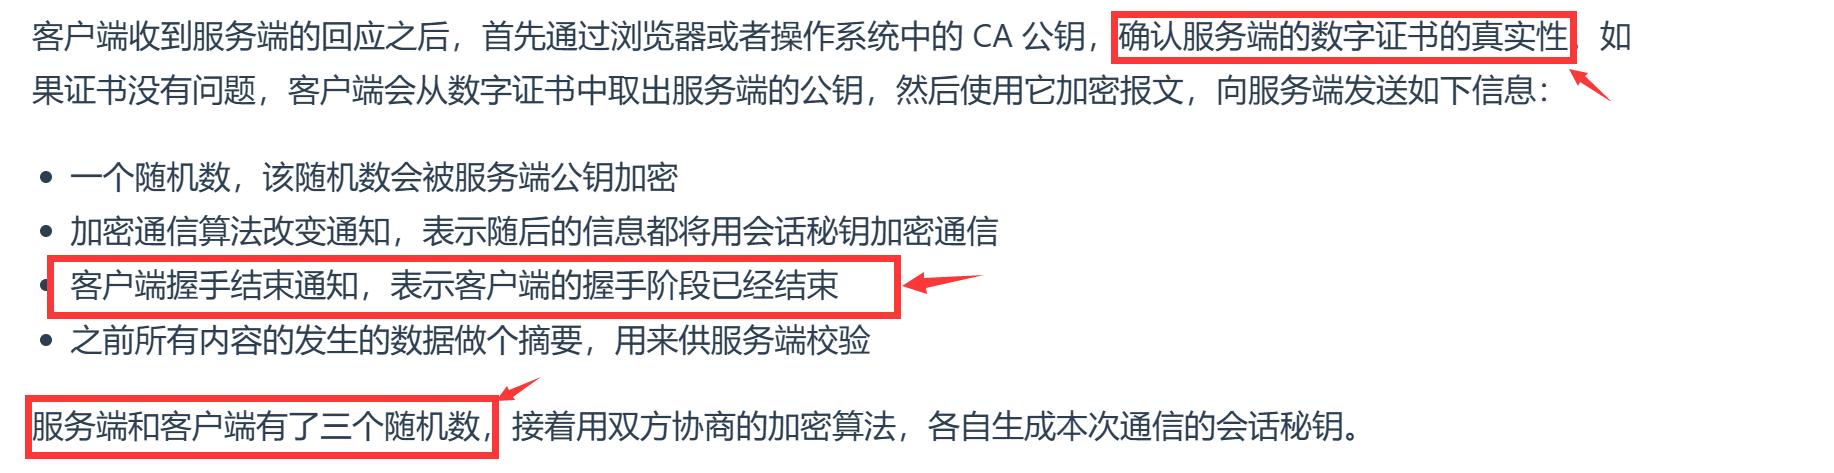 客户端收到服务端的回应之后，首先通过浏览器或者操作系统中的 CA 公钥，确认服务端的数字证书的真实性。如
果证书没有问题，客户端会从数字证书中取出服务端的公钥，然后使用它加密报文，向服务端发送如下信息：
• 一个随机数，该随机数会被服务端公钥加密
• 加密通信算法改变通知，表示随后的信息都将用会话秘钥加密通信
• 客户端握手结束通知，表示客户端的握手阶段已经结束
• 之前所有内容的发生的数据做个摘要，用来供服务端校验
服务端和客户端有了三个随机数，接着用双方协商的加密算法，各自生成本次通信的会话秘钥。